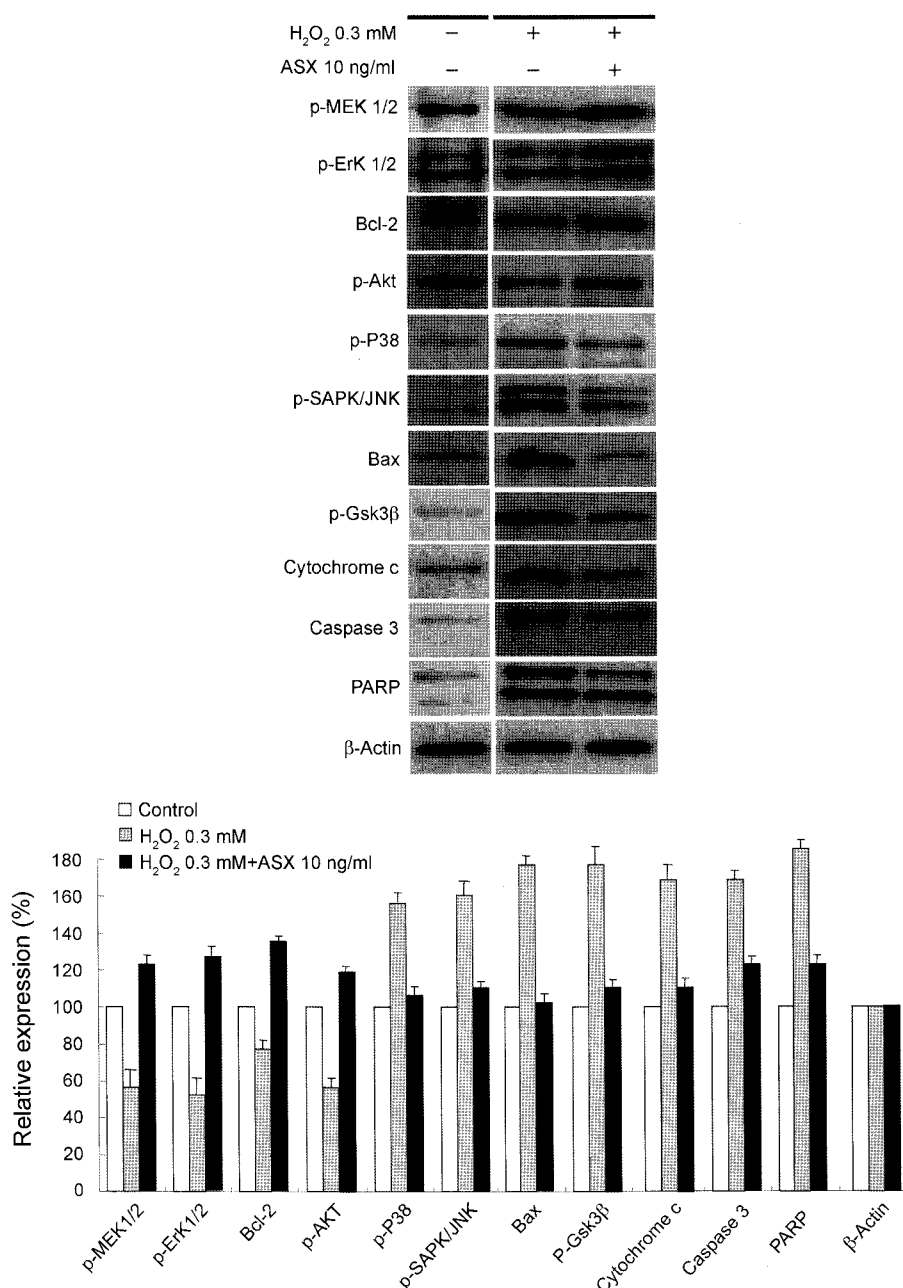 H₂O₂ 0.3 mM − + +
ASX 10 ng/ml − − +
p-MEK 1/2
p-ErK 1/2
Bcl-2
p-Akt
p-P38
p-SAPK/JNK
Bax
p-Gsk3β
Cytochrome c
Caspase 3
PARP
β-Actin
Control
H₂O₂ 0.3 mM
H₂O₂ 0.3 mM+ASX 10 ng/ml
Relative expression (%)
180
160
140
120
100
80
60
40
20
0
p-MEK1/2
p-ErK1/2
Bcl-2
p-AKT
p-P38
p-SAPK/JNK
Bax
P-Gsk3β
Cytochrome c
Caspase 3
PARP
β-Actin